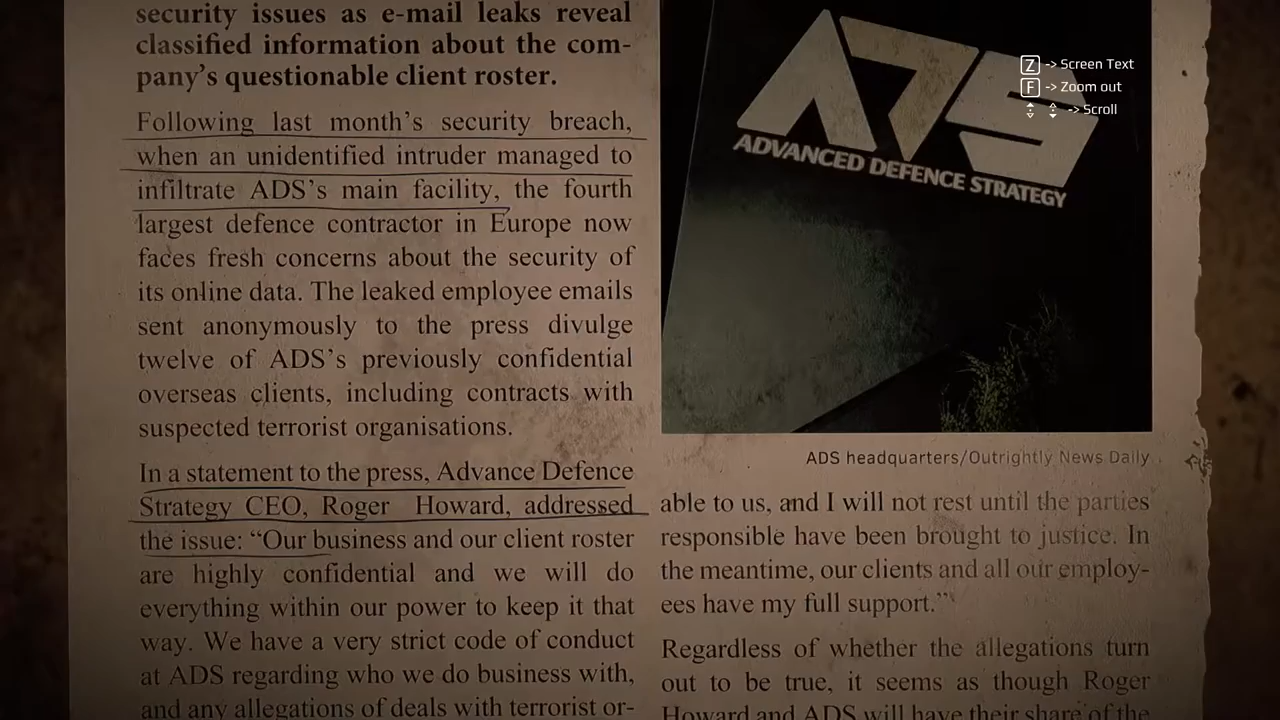 security issues as e-mail leaks reveal
classified information about the com-
pany's questionable client roster.
Following last month's security breach,
when an unidentified intruder managed to
infiltrate ADS's main facility, the fourth
largest defence contractor in Europe now
faces fresh concerns about the security of
its online data. The leaked employee emails
sent anonymously to the press divulge
twelve of ADS's previously confidential
overseas clients, including contracts with
suspected terrorist organisations.
In a statement to the press, Advance Defence
Strategy CEO, Roger Howard, addressed
the issue: “Our business and our client roster
are highly confidential and we will do
everything within our power to keep it that
way. We have a very strict code of conduct
at ADS regarding who we do business with,
and any allegations of deals with terrorist or-
ADS
ADVANCED DEFENCE STRATEGY
Z -> Screen Text
F -> Zoom out
-> Scroll
ADS headquarters/Outrightly News Daily
able to us, and I will not rest until the parties
responsible have been brought to justice. In
the meantime, our clients and all our employ-
ees have my full support.”
Regardless of whether the allegations turn
out to be true, it seems as though Roger
Howard and ADS will have their share of the